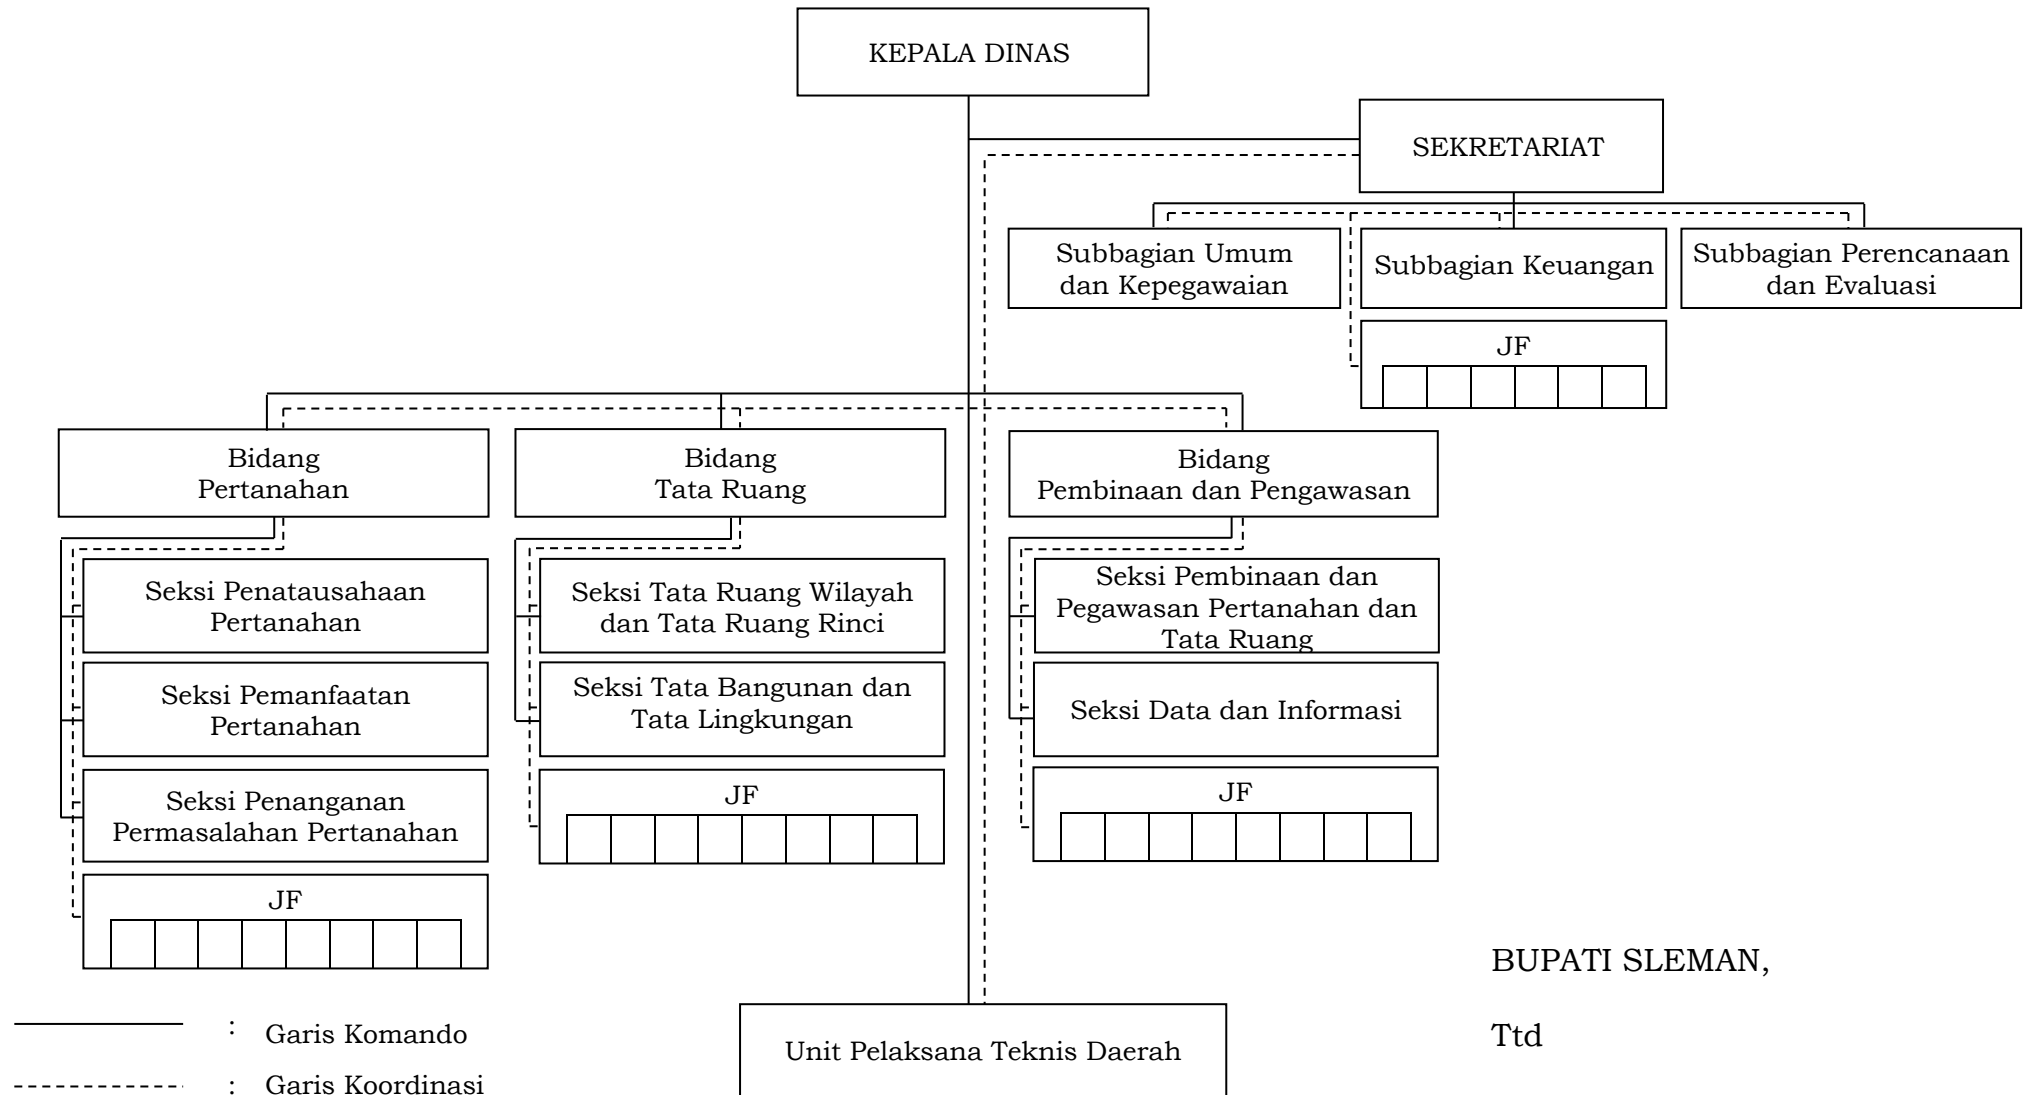 KEPALA DINAS
SEKRETARIAT
Subbagian Umum
dan Kepegawaian
Subbagian Keuangan
Subbagian Perencanaan
dan Evaluasi
JF
Bidang
Pertanahan
Bidang
Tata Ruang
Bidang
Pembinaan dan Pengawasan
Seksi Penatausahaan
Pertanahan
Seksi Pemanfaatan
Pertanahan
Seksi Penanganan
Permasalahan Pertanahan
JF
Seksi Tata Ruang Wilayah
dan Tata Ruang Rinci
Seksi Tata Bangunan dan
Tata Lingkungan
JF
Seksi Pembinaan dan
Pegawasan Pertanahan dan
Tata Ruang
Seksi Data dan Informasi
JF
Unit Pelaksana Teknis Daerah
: Garis Komando
: Garis Koordinasi
BUPATI SLEMAN,
Ttd